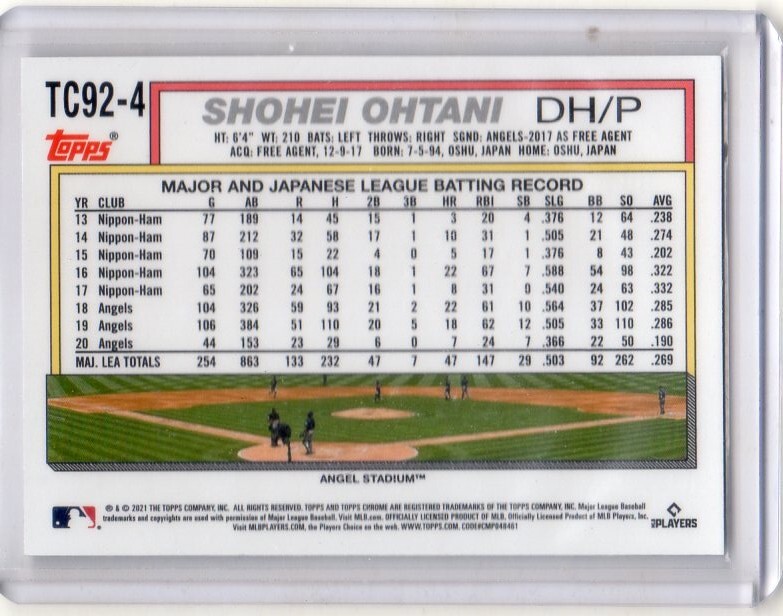 TC92-4
Topps®
SHOHEI OHTANI DH/P
HT: 6'4" WT: 210 BATS: LEFT THROWS: RIGHT SGND: ANGELS-2017 AS FREE AGENT
ACQ: FREE AGENT, 12-9-17 BORN: 7-5-94, OSHU, JAPAN HOME: OSHU, JAPAN
MAJOR AND JAPANESE LEAGUE BATTING RECORD
YR CLUB G AB R H 2B 3B HR RBI SB SLG BB SO AVG
13 Nippon-Ham 77 189 14 45 15 1 3 20 4 .376 12 64 .238
14 Nippon-Ham 87 212 32 58 17 1 10 31 1 .505 21 48 .274
15 Nippon-Ham 70 109 15 22 4 0 5 17 1 .376 8 43 .202
16 Nippon-Ham 104 323 65 104 18 1 22 67 7 .588 54 98 .322
17 Nippon-Ham 65 202 24 67 16 1 8 31 0 .540 24 63 .332
18 Angels 104 326 59 93 21 2 22 61 10 .564 37 102 .285
19 Angels 106 384 51 110 20 5 18 62 12 .505 33 110 .286
20 Angels 44 153 23 29 6 0 7 24 7 .366 22 50 .190
MAJ. LEA TOTALS 254 863 133 232 47 7 47 147 29 .503 92 262 .269
ANGEL STADIUM™
® & © 2021 THE TOPPS COMPANY, INC. ALL RIGHTS RESERVED. TOPPS AND TOPPS CHROME ARE REGISTERED TRADEMARKS OF THE TOPPS COMPANY, INC. Major League Baseball
trademarks and copyrights are used with permission of Major League Baseball. Visit MLB.com. OFFICIALLY LICENSED PRODUCT OF MLB Players, Inc.
Visit MLBPLAYERS.com, the Players Choice on the web. WWW.TOPPS.COM. CODE#CMP048461
MLB PLAYERS